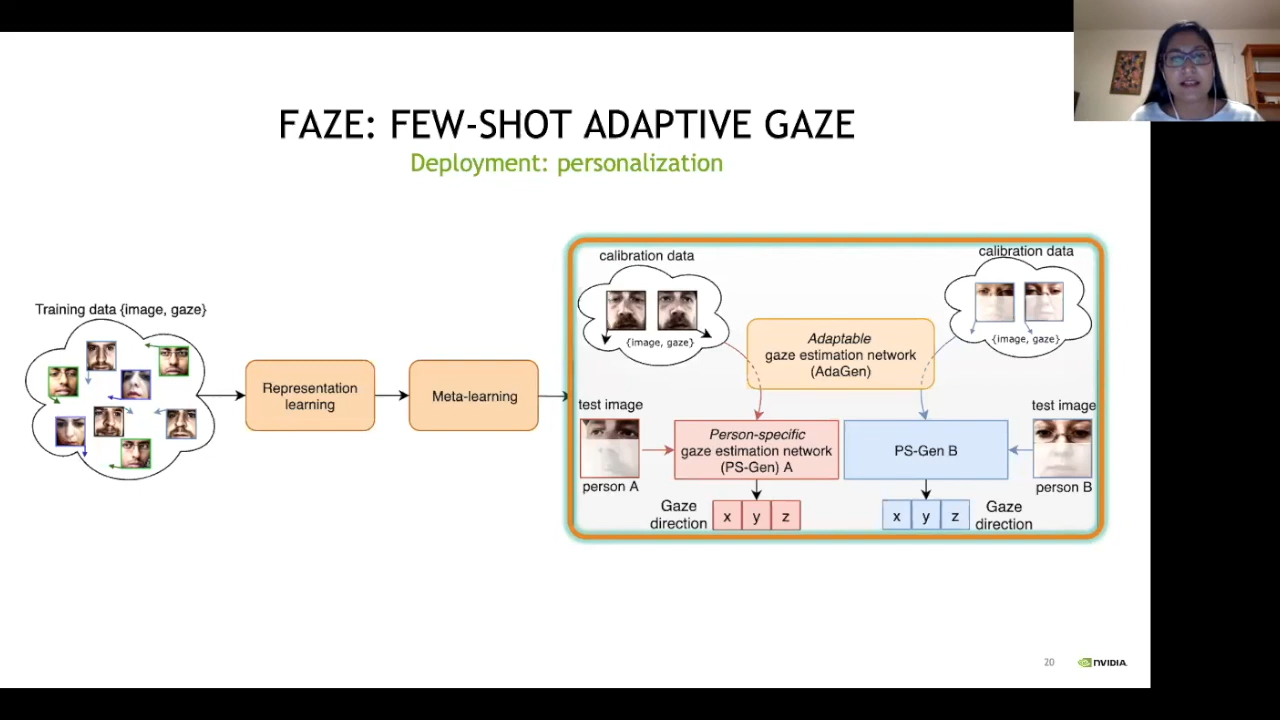 FAZE: FEW-SHOT ADAPTIVE GAZE
Deployment: personalization
Training data {image, gaze}
Representation
learning
Meta-learning
calibration data
{image, gaze}
calibration data
{image, gaze}
Adaptable
gaze estimation network
(AdaGen)
test image
person A
Person-specific
gaze estimation network
(PS-Gen) A
PS-Gen B
test image
person B
Gaze
direction
x y z
x y z
Gaze
direction
20
NVIDIA.